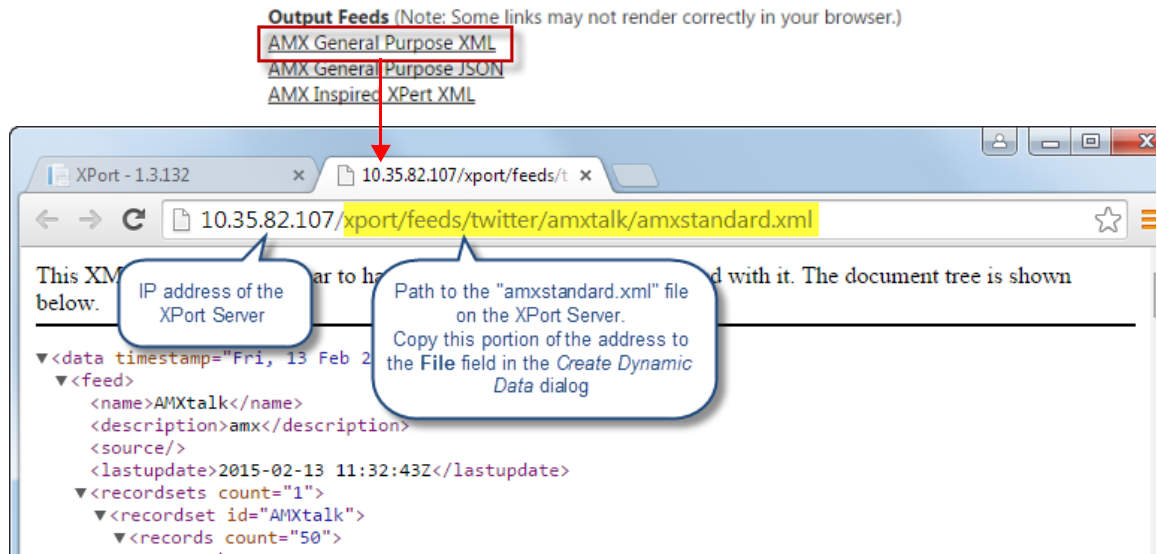 Output Feeds (Note: Some links may not render correctly in your browser.)
AMX General Purpose XML
AMX General Purpose JSON
AMX Inspired XPert XML
XPort - 1.3.132
10.35.82.107/xport/feeds/t
10.35.82.107/xport/feeds/twitter/amxtalk/amxstandard.xml
This XM ar to ha d with it. The document tree is shown
below.
IP address of the
XPort Server
Path to the "amxstandard.xml" file
on the XPort Server.
Copy this portion of the address to
the File field in the Create Dynamic
Data dialog
▼<data timestamp="Fri, 13 Feb 2
▼<feed>
<name>AMXtalk</name>
<description>amx</description>
<source/>
<lastupdate>2015-02-13 11:32:43Z</lastupdate>
▼<recordsets count="1">
▼<recordset id="AMXtalk">
▼<records count="50">